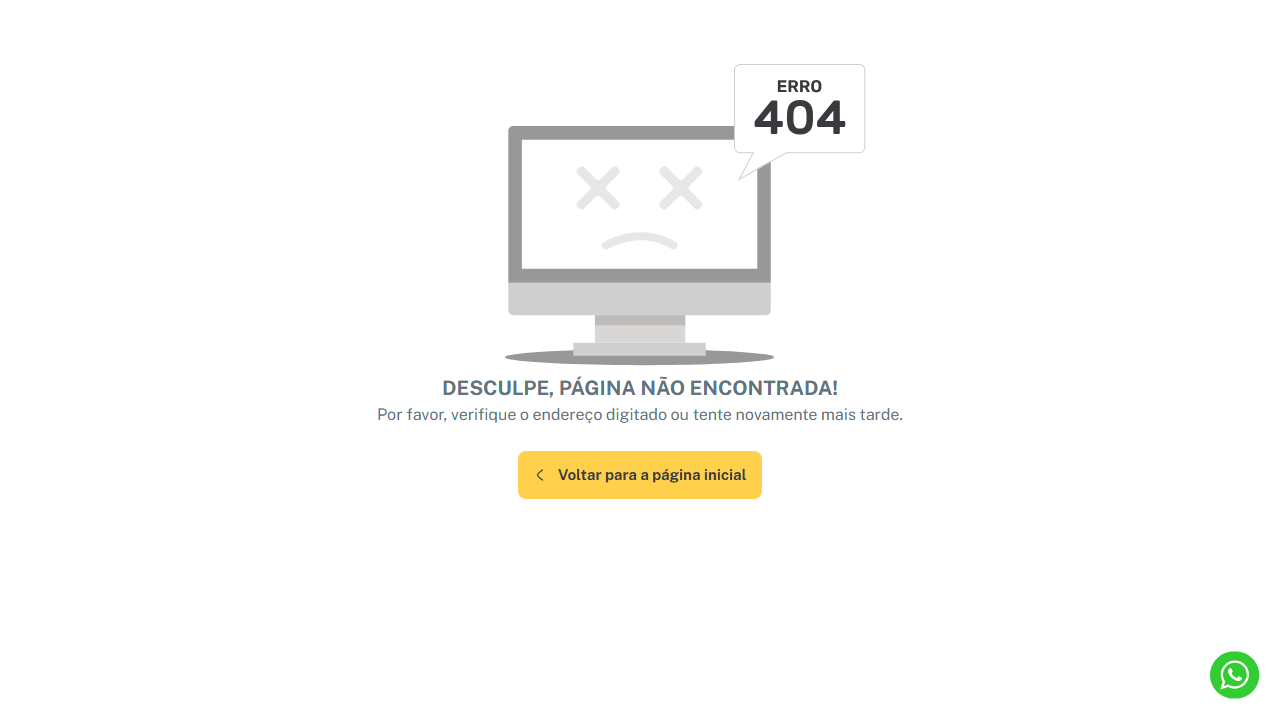 ERRO
404
DESCULPE, PÁGINA NÃO ENCONTRADA!
Por favor, verifique o endereço digitado ou tente novamente mais tarde.
Voltar para a página inicial